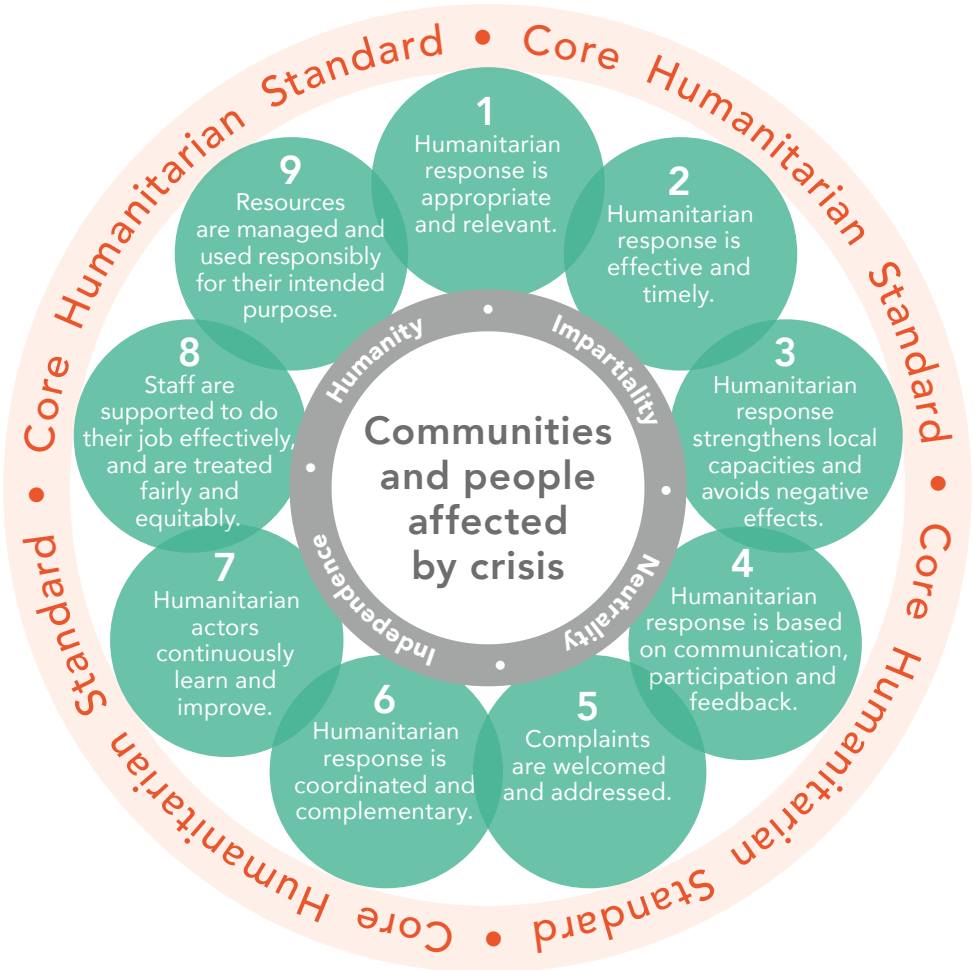 Core Humanitarian Standard • Core Humanitarian Standard • Core Humanitarian Standard • Core Humanitarian Standard •
1
Humanitarian
response is
appropriate
and relevant.
2
Humanitarian
response is
effective and
timely.
3
Humanitarian
response
strengthens local
capacities and
avoids negative
effects.
4
Humanitarian
response is based
on communication,
participation and
feedback.
5
Complaints
are welcomed
and addressed.
6
Humanitarian
response is
coordinated and
complementary.
7
Humanitarian
actors
continuously
learn and
improve.
8
Staff are
supported to do
their job effectively,
and are treated
fairly and
equitably.
9
Resources
are managed and
used responsibly
for their intended
purpose.
Humanity • Impartiality • Neutrality • Independence •
Communities
and people
affected
by crisis